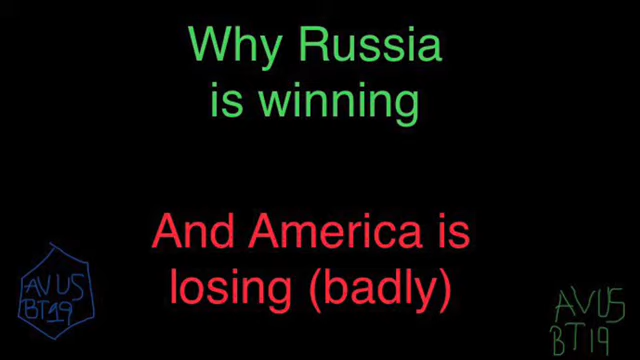 Why Russia
is winning
And America is
losing (badly)
AVUS
BT19
AVUS
BT19